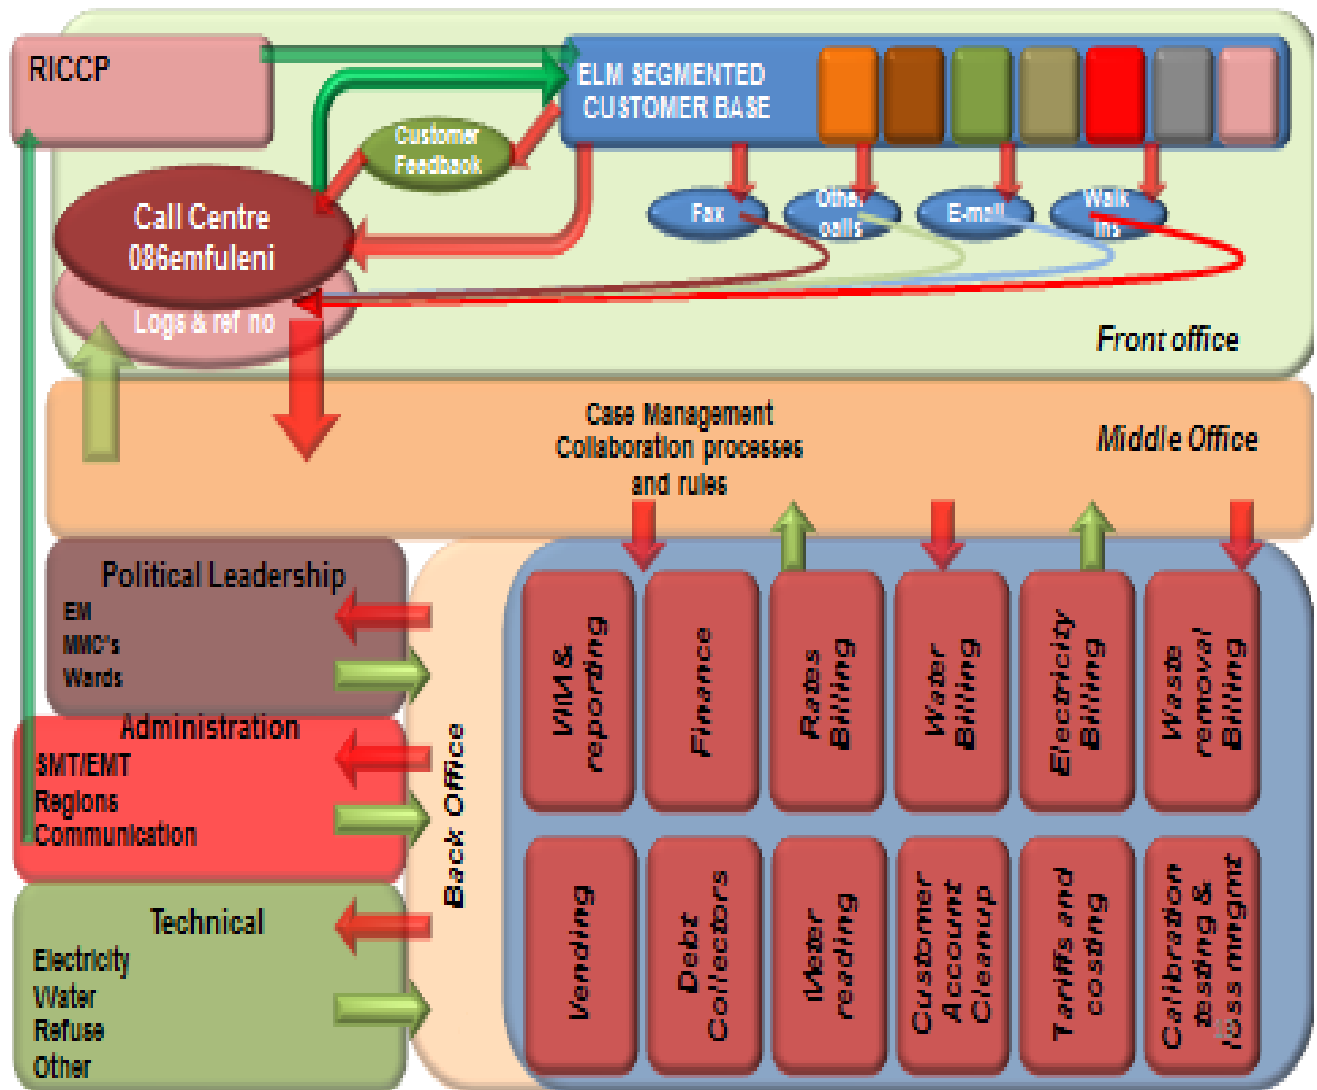 RICCP
ELM SEGMENTED
CUSTOMER BASE
Customer
Feedback
Call Centre
086emfuleni
Logs & ref no
Fax
Other
calls
E-mail
Walk
ins
Front office
Case Management
Collaboration processes
and rules
Middle Office
Political Leadership
EM
MMC's
Wards
Administration
SMT/EMT
Regions
Communication
Technical
Electricity
Water
Refuse
Other
Back Office
&
reporting
Finance
Rates
Billing
Water
Billing
Electricity
Billing
Waste
removal
Billing
Vending
Debt
Collectors
Meter
reading
Customer
Account
Cleanup
Tariffs and
costing
Calibration
testing &
loss mngmt